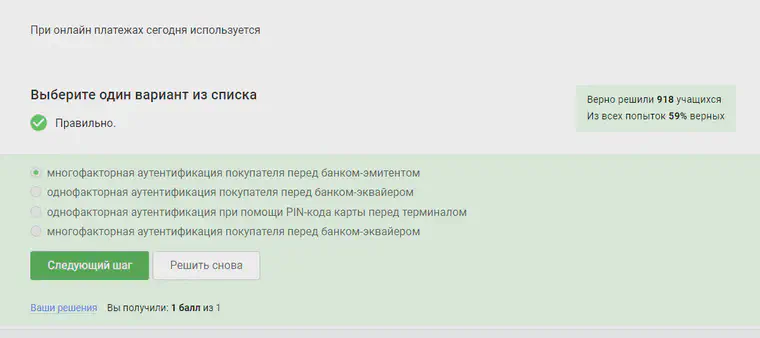 При онлайн платежах сегодня используется
Выберите один вариант из списка
Правильно.
Верно решили 918 учащихся
Из всех попыток 59% верных
многофакторная аутентификация покупателя перед банком-эмитентом
однофакторная аутентификация покупателя перед банком-эквайером
однофакторная аутентификация при помощи PIN-кода карты перед терминалом
многофакторная аутентификация покупателя перед банком-эквайером
Следующий шаг
Решить снова
Ваши решения Вы получили: 1 балл из 1